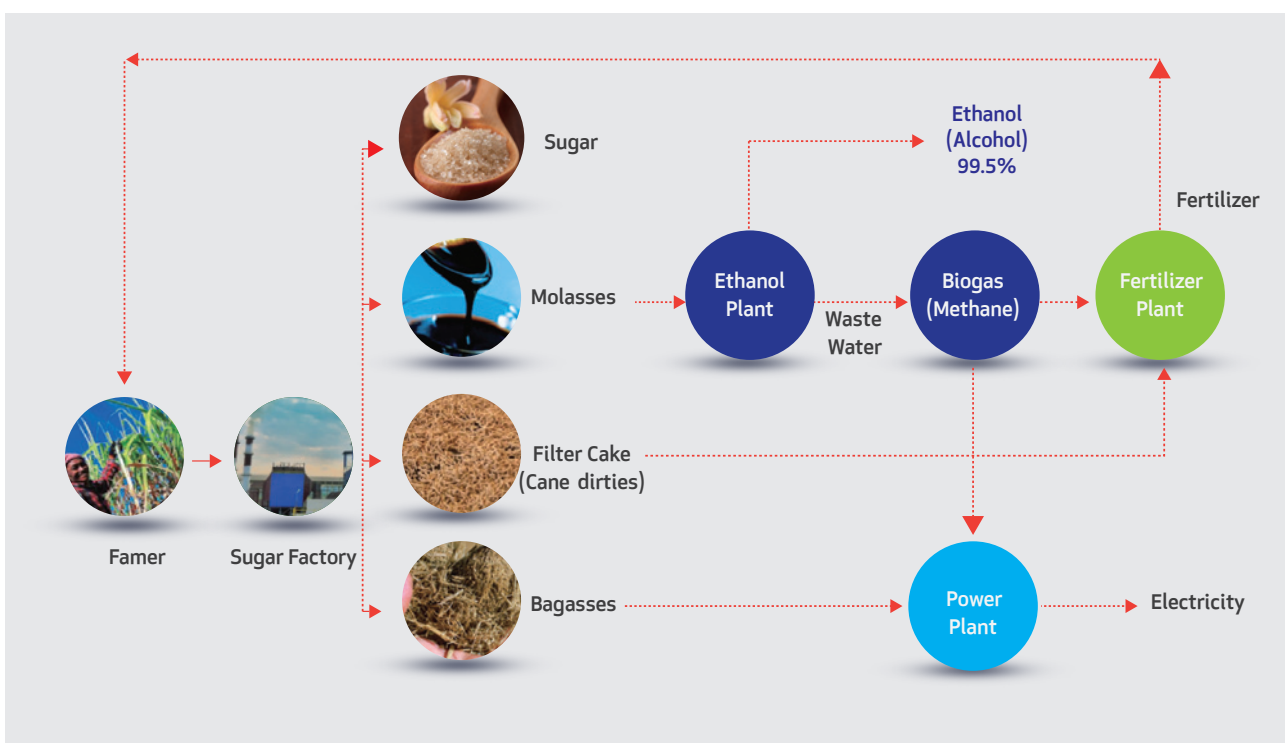 Sugar
Ethanol
(Alcohol)
99.5%
Fertilizer
Molasses
Ethanol
Plant
Waste
Water
Biogas
(Methane)
Fertilizer
Plant
Famer
Sugar Factory
Filter Cake
(Cane dirties)
Bagasses
Power
Plant
Electricity